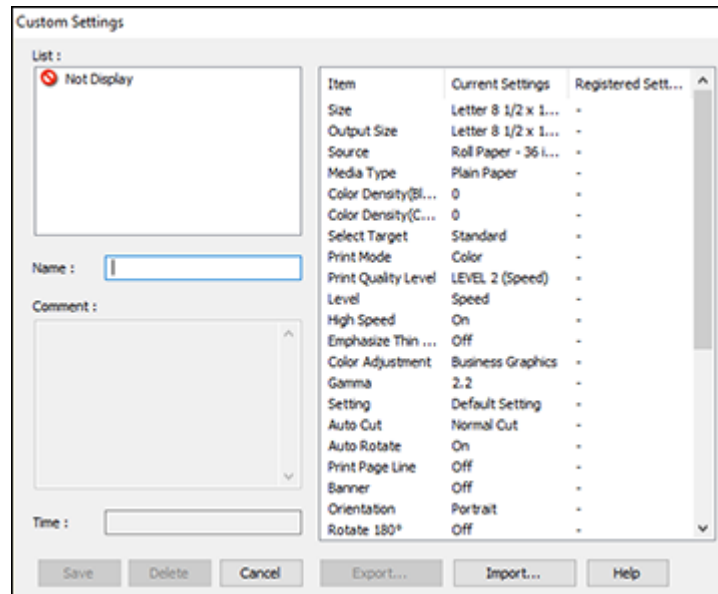 Custom Settings
List :
Not Display
Name :
Comment :
Time :
Item Current Settings Registered Sett...
Size Letter 8 1/2 x 1... -
Output Size Letter 8 1/2 x 1... -
Source Roll Paper - 36 i... -
Media Type Plain Paper -
Color Density(Bl... 0 -
Color Density(C... 0 -
Select Target Standard -
Print Mode Color -
Print Quality Level LEVEL 2 (Speed) -
Level Speed -
High Speed On -
Emphasize Thin ... Off -
Color Adjustment Business Graphics -
Gamma 2.2 -
Setting Default Setting -
Auto Cut Normal Cut -
Auto Rotate On -
Print Page Line Off -
Banner Off -
Orientation Portrait -
Rotate 180° Off -
Save Delete Cancel Export... Import... Help